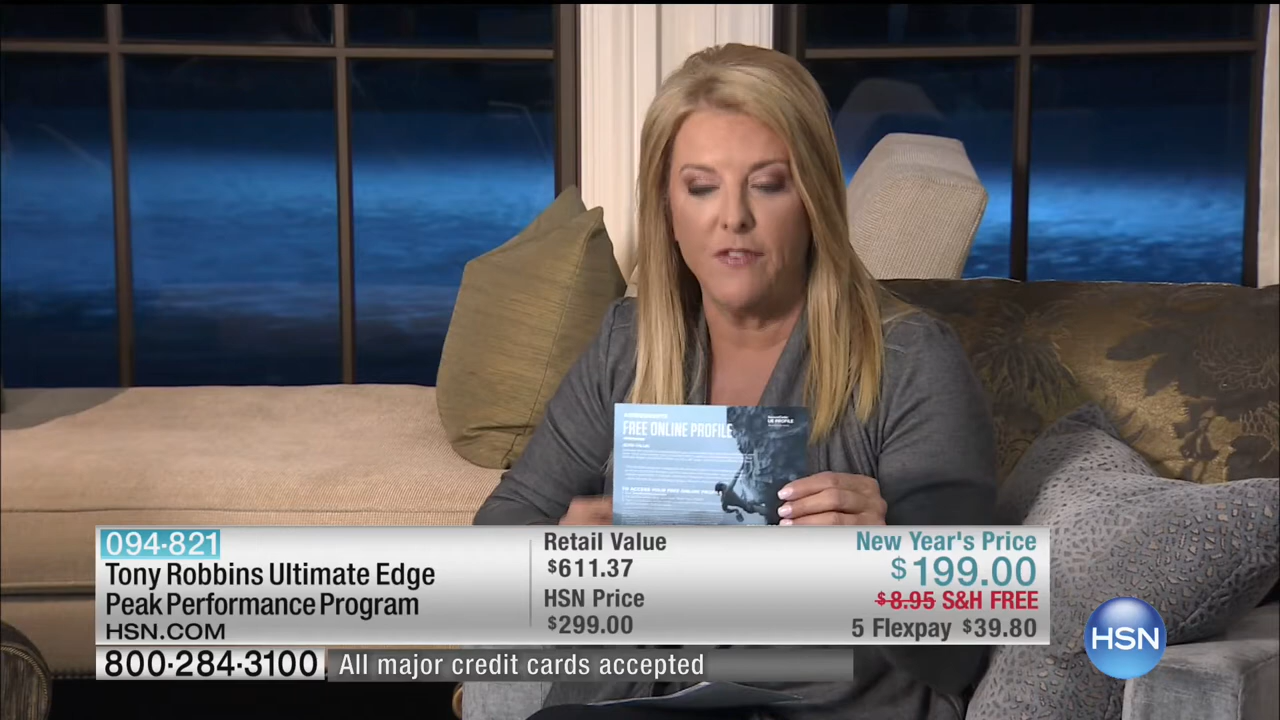 FREE ONLINE PROFILE
094-821
Tony Robbins Ultimate Edge
Peak Performance Program
HSN.COM
Retail Value
$611.37
HSN Price
$299.00
New Year's Price
$199.00
$8.95 S&H FREE
5 Flexpay $39.80
HSN
800·284·3100
All major credit cards accepted